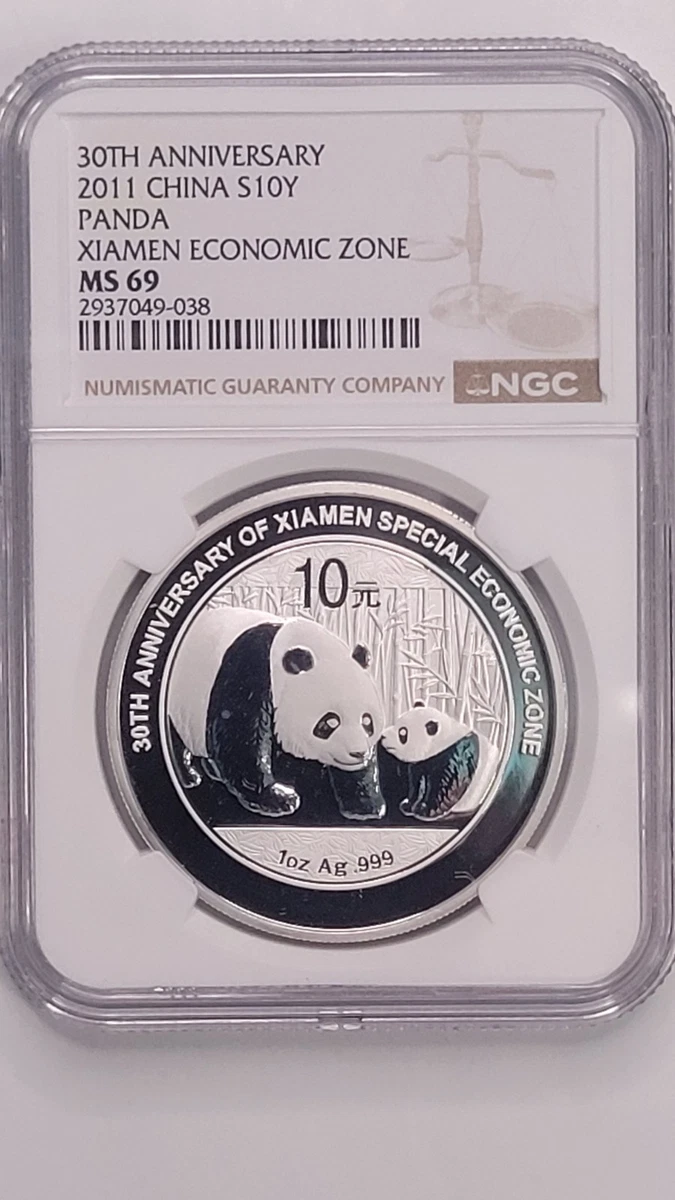 30TH ANNIVERSARY
2011 CHINA S10Y
PANDA
XIAMEN ECONOMIC ZONE
MS 69
2937049-038
NUMISMATIC GUARANTY COMPANY
NGC
30TH ANNIVERSARY OF XIAMEN SPECIAL ECONOMIC ZONE
10元
1oz Ag .999